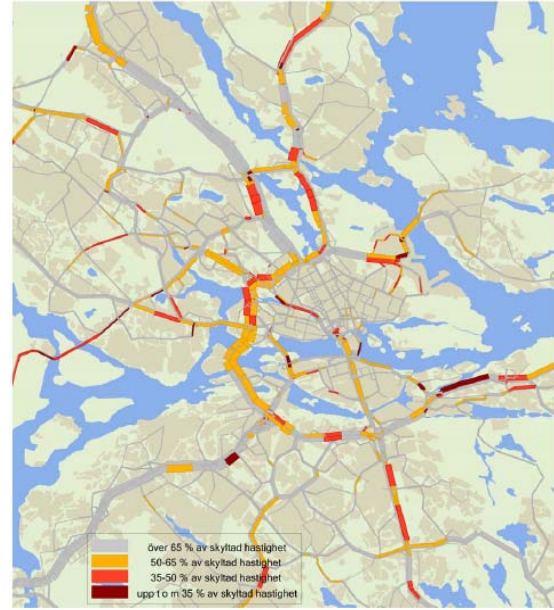 över 65 % av skyltad hastighet
50-65 % av skyltad hastighet
35-50 % av skyltad hastighet
upp t o m 35 % av skyltad hastighet